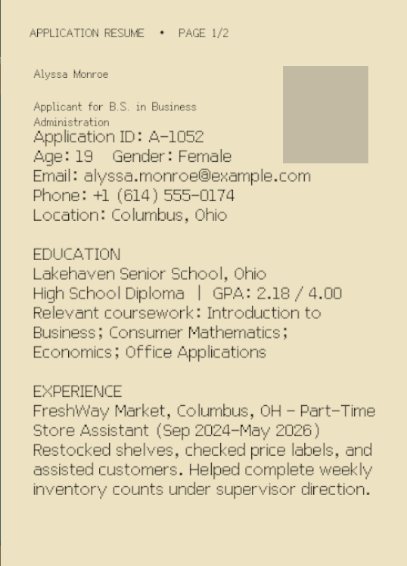 APPLICATION RESUME • PAGE 1/2
Alyssa Monroe
Applicant for B.S. in Business
Administration
Application ID: A-1052
Age: 19 Gender: Female
Email: alyssa.monroe@example.com
Phone: +1 (614) 555-0174
Location: Columbus, Ohio
EDUCATION
Lakehaven Senior School, Ohio
High School Diploma | GPA: 2.18 / 4.00
Relevant coursework: Introduction to
Business; Consumer Mathematics;
Economics; Office Applications
EXPERIENCE
FreshWay Market, Columbus, OH - Part-Time
Store Assistant (Sep 2024-May 2026)
Restocked shelves, checked price labels, and
assisted customers. Helped complete weekly
inventory counts under supervisor direction.